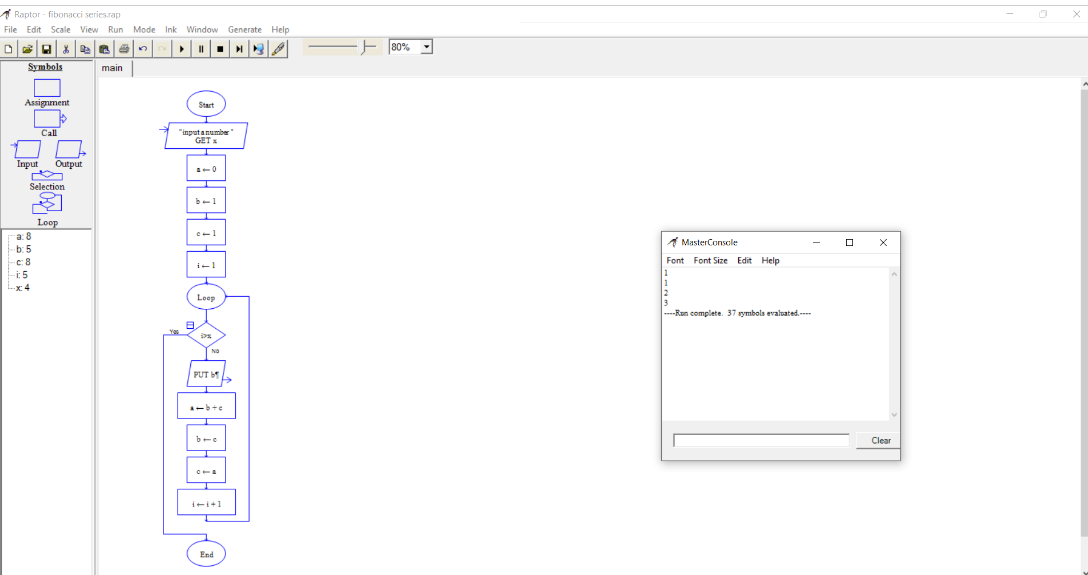 Raptor - fibonacci series.rap
File Edit Scale View Run Mode Ink Window Generate Help
80%
Symbols
Assignment
Call
Input Output
Selection
Loop
a: 8
b: 5
c: 8
i: 5
x: 4
main
Start
"input a number"
GET x
a ← 0
b ← 1
c ← 1
i ← 1
Loop
Yes
i>x
No
PUT b¶
a ← b + c
b ← c
c ← a
i ← i + 1
End
MasterConsole
Font Font Size Edit Help
1
1
2
3
----Run complete. 37 symbols evaluated.----
Clear